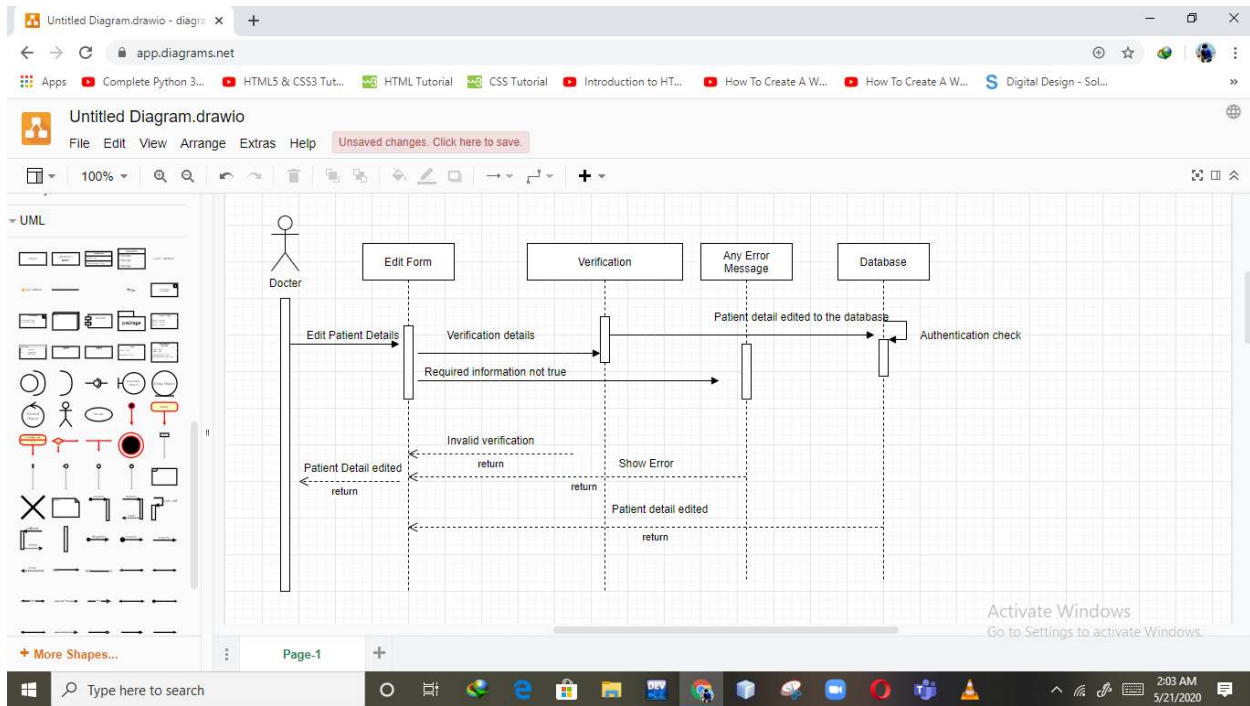 Untitled Diagram.drawio - diagra
app.diagrams.net
Apps Complete Python 3... HTML5 & CSS3 Tut... HTML Tutorial CSS Tutorial Introduction to HT... How To Create A W... How To Create A W... Digital Design - Sol...
Untitled Diagram.drawio
File Edit View Arrange Extras Help Unsaved changes. Click here to save.
100%
UML
Docter
Edit Form
Verification
Any Error
Message
Database
Patient detail edited to the database
Edit Patient Details Verification details Authentication check
Required information not true
Invalid verification
return
Show Error
Patient Detail edited
return
return
Patient detail edited
return
package
Activate Windows
Go to Settings to activate Windows.
+ More Shapes...
Page-1
Type here to search
DEV
2:03 AM
5/21/2020